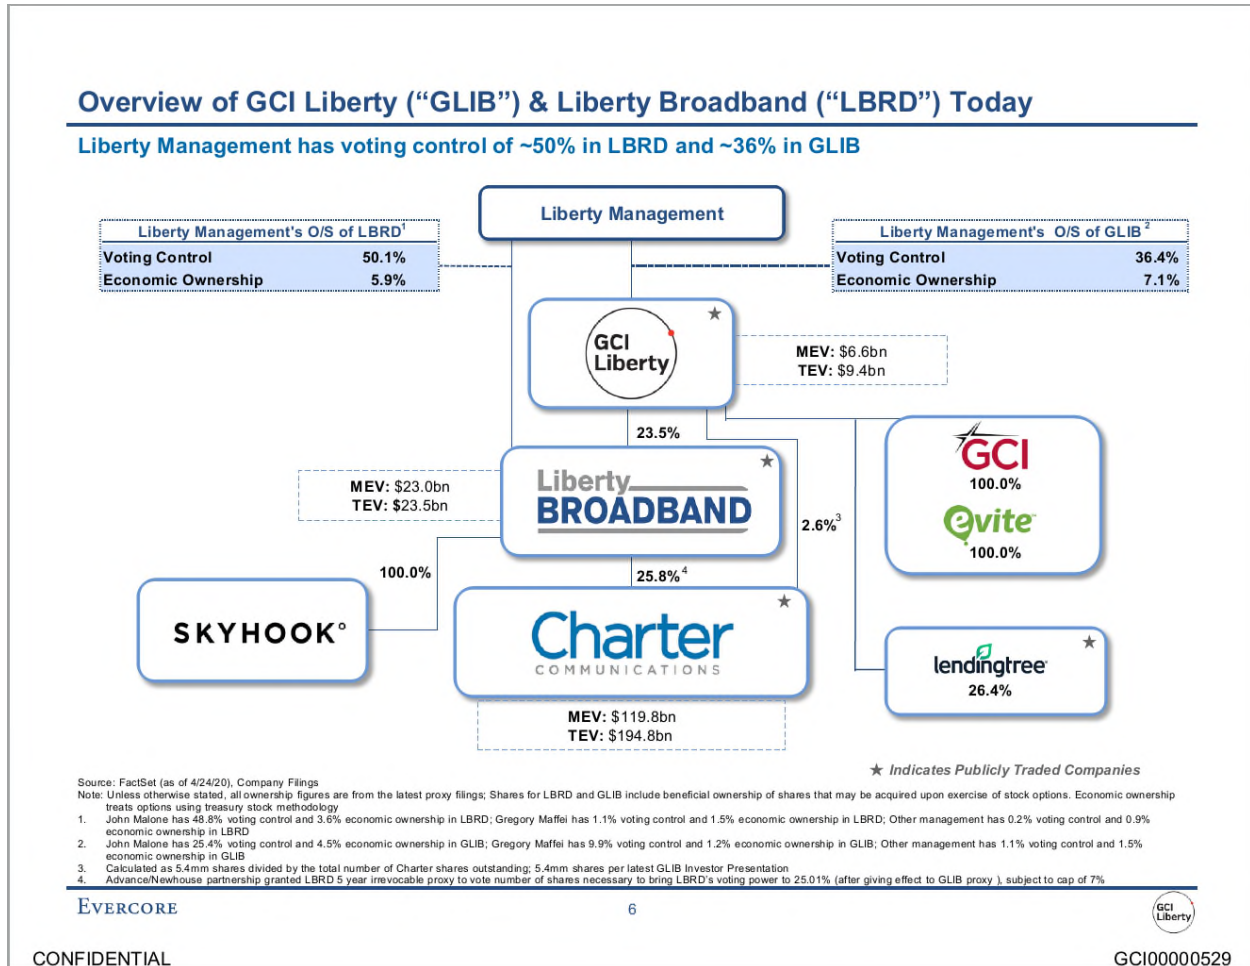 Overview of GCI Liberty (“GLIB”) & Liberty Broadband (“LBRD”) Today
Liberty Management has voting control of ~50% in LBRD and ~36% in GLIB
Liberty Management
Liberty Management's O/S of LBRD1
Voting Control 50.1%
Economic Ownership 5.9%
Liberty Management's O/S of GLIB 2
Voting Control 36.4%
Economic Ownership 7.1%
GCI
Liberty
MEV: $6.6bn
TEV: $9.4bn
23.5%
Liberty
BROADBAND
MEV: $23.0bn
TEV: $23.5bn
2.6%3
GCI
100.0%
evite
100.0%
100.0%
25.8%4
SKYHOOK
Charter
COMMUNICATIONS
lendingtree
26.4%
MEV: $119.8bn
TEV: $194.8bn
★ Indicates Publicly Traded Companies
Source: FactSet (as of 4/24/20), Company Filings
Note: Unless otherwise stated, all ownership figures are from the latest proxy filings; Shares for LBRD and GLIB include beneficial ownership of shares that may be acquired upon exercise of stock options. Economic ownership
treats options using treasury stock methodology
1. John Malone has 48.8% voting control and 3.6% economic ownership in LBRD; Gregory Maffei has 1.1% voting control and 1.5% economic ownership in LBRD; Other management has 0.2% voting control and 0.9%
economic ownership in LBRD
2. John Malone has 25.4% voting control and 4.5% economic ownership in GLIB; Gregory Maffei has 9.9% voting control and 1.2% economic ownership in GLIB; Other management has 1.1% voting control and 1.5%
economic ownership in GLIB
3. Calculated as 5.4mm shares divided by the total number of Charter shares outstanding; 5.4mm shares per latest GLIB Investor Presentation
4. Advance/Newhouse partnership granted LBRD 5 year irrevocable proxy to vote number of shares necessary to bring LBRD's voting power to 25.01% (after giving effect to GLIB proxy ), subject to cap of 7%
EVERCORE
6
GCI
Liberty
CONFIDENTIAL
GCI00000529